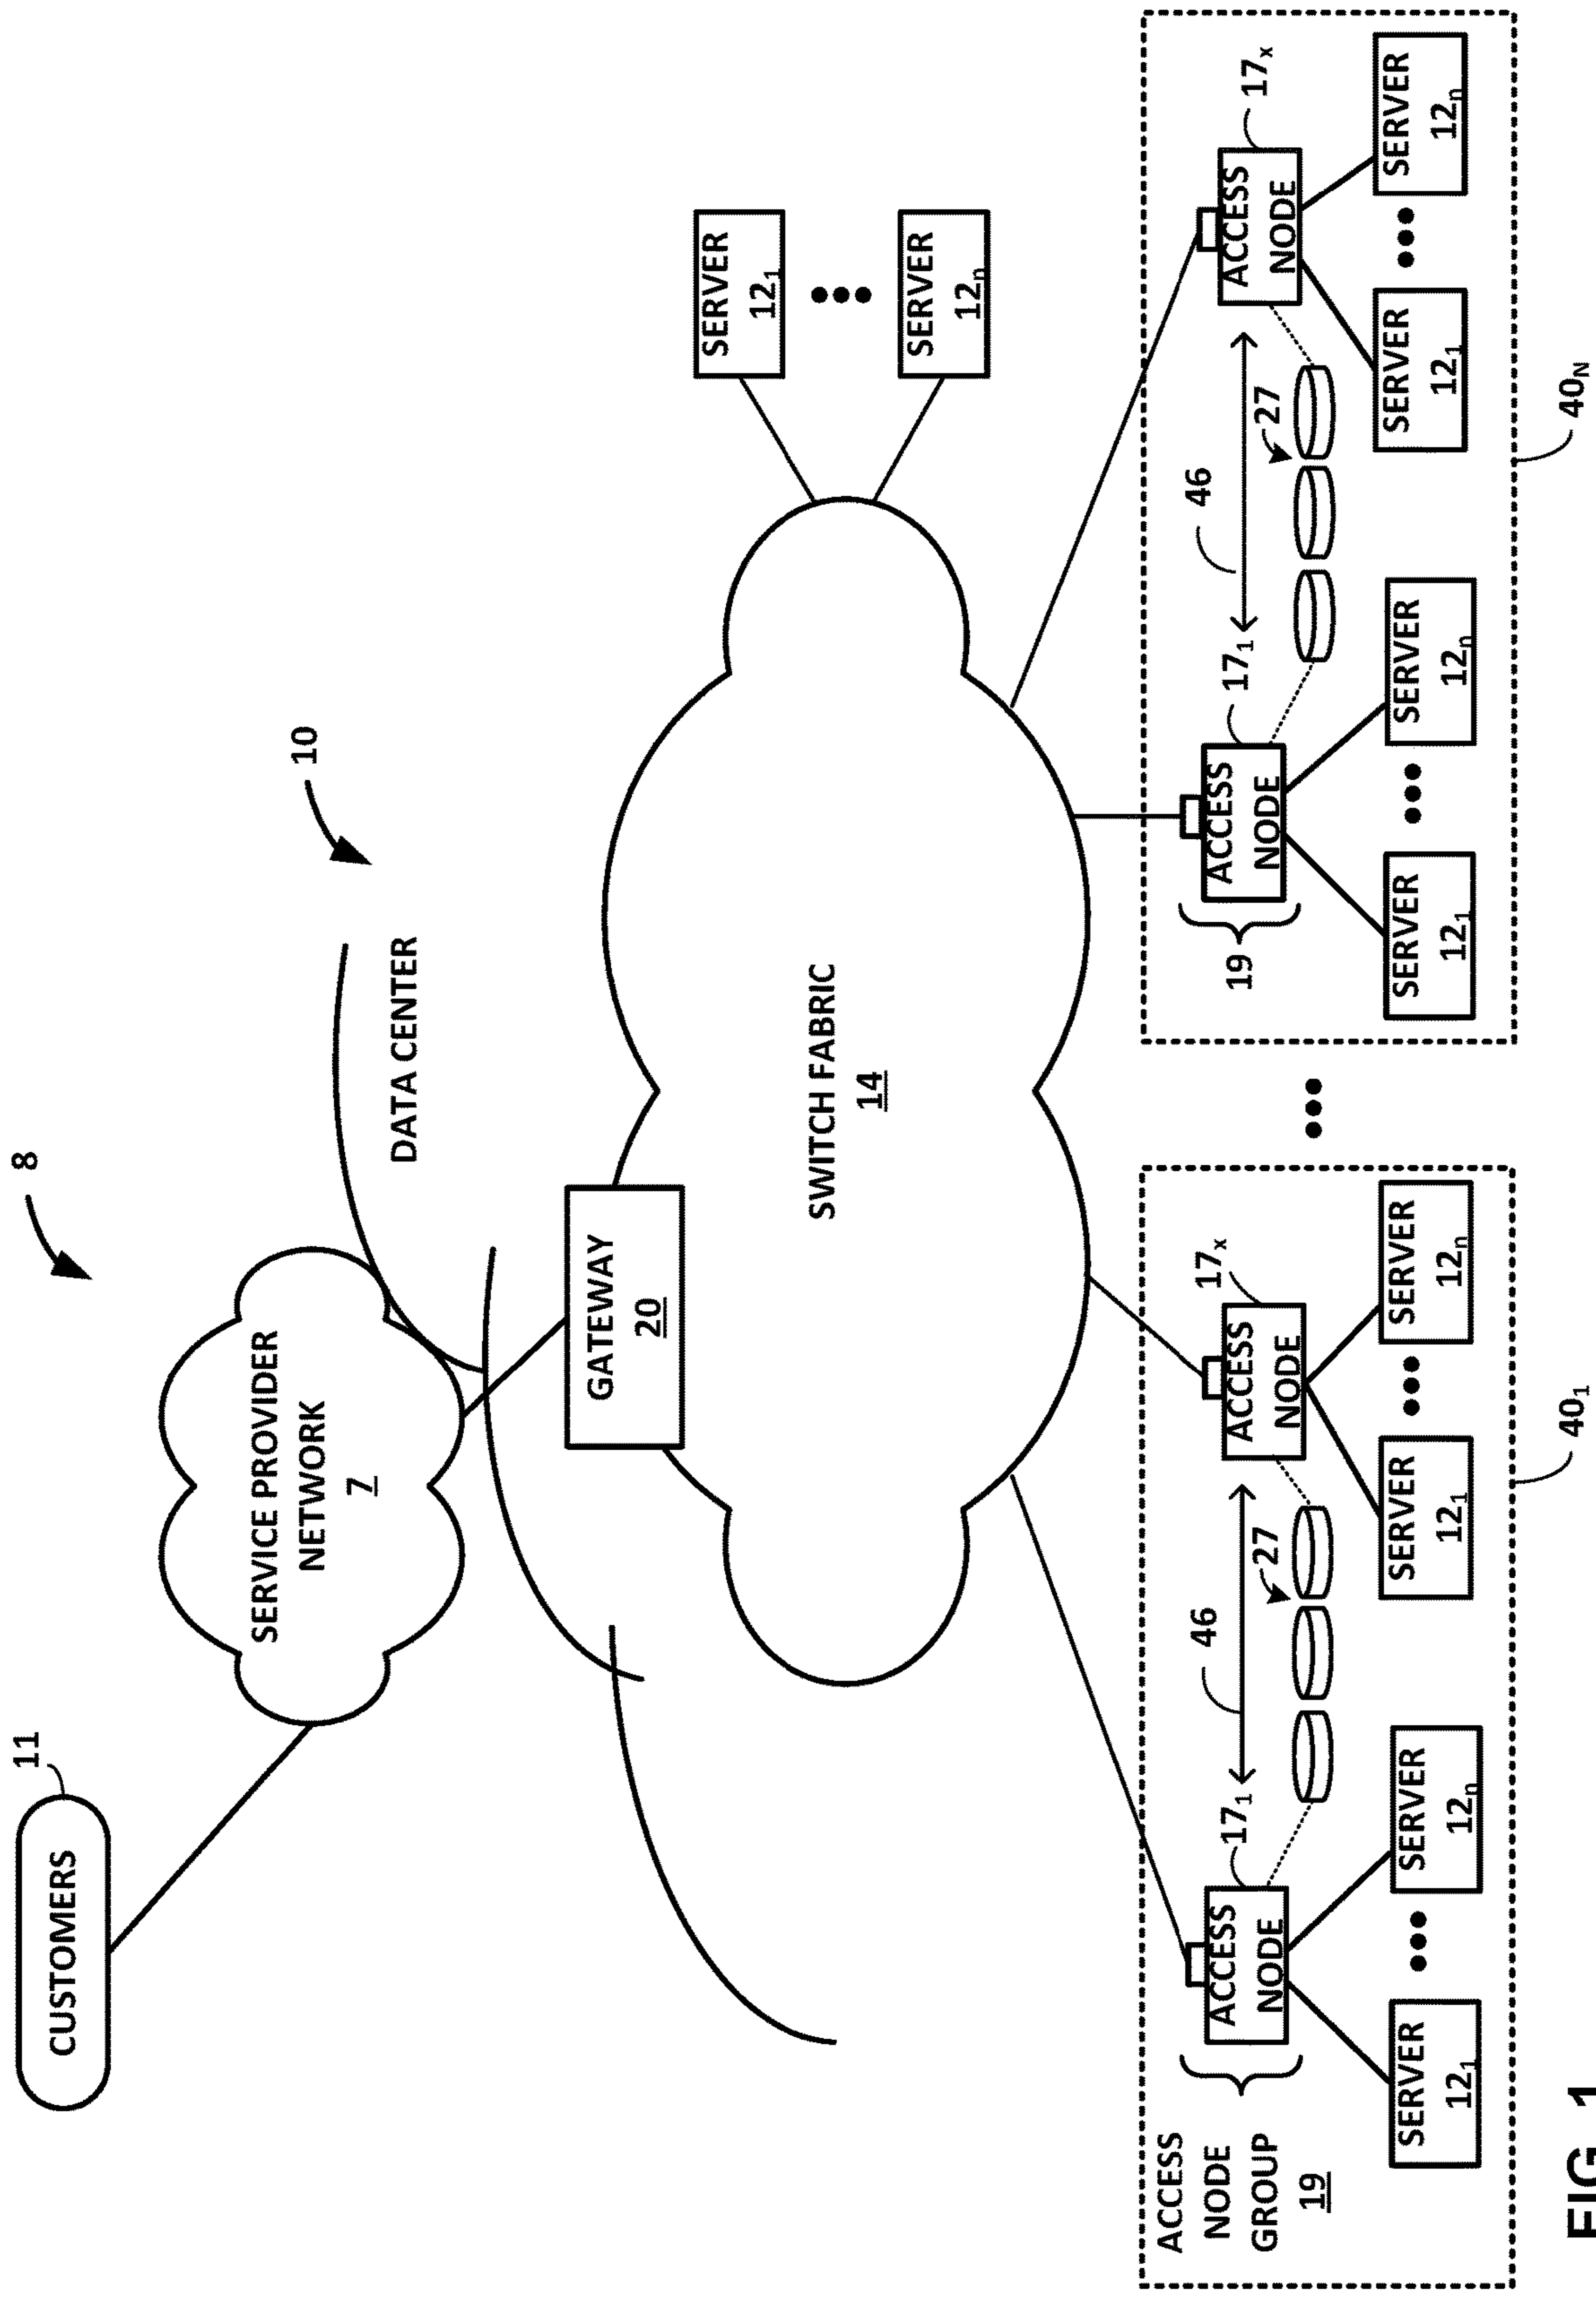 8
CUSTOMERS
11
SERVICE PROVIDER
NETWORK
7
10
DATA CENTER
GATEWAY
20
SWITCH FABRIC
14
SERVER
12₁
SERVER
12ₙ
ACCESS
NODE
GROUP
19
ACCESS
NODE
17₁
46
27
ACCESS
NODE
17ₓ
SERVER
12₁
SERVER
12ₙ
SERVER
12₁
SERVER
12ₙ
40₁
19
ACCESS
NODE
17₁
46
27
ACCESS
NODE
17ₓ
SERVER
12₁
SERVER
12ₙ
SERVER
12₁
SERVER
12ₙ
40N
FIG. 1